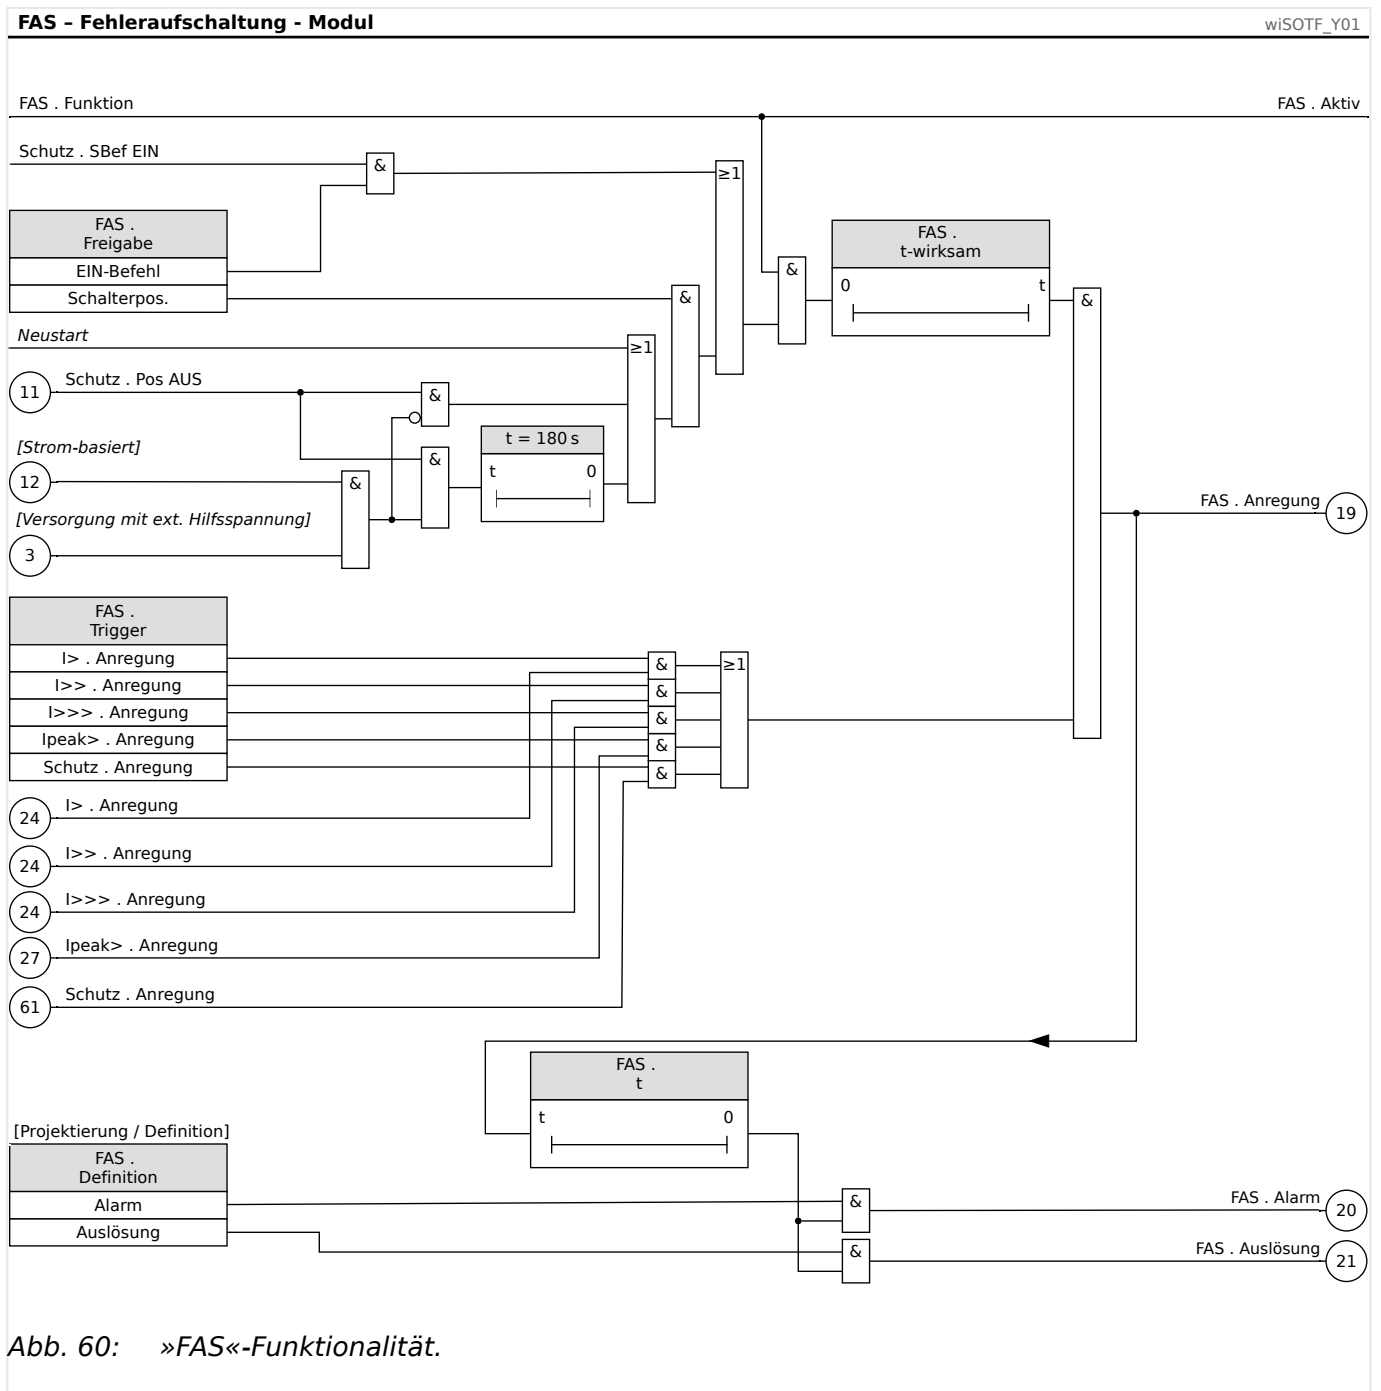 FAS – Fehleraufschaltung - Modul
wiSOTF_Y01
FAS . Funktion
FAS . Aktiv
Schutz . SBef EIN
&
≥1
FAS .
Freigabe
EIN-Befehl
Schalterpos.
FAS .
t-wirksam
0
t
&
&
&
Neustart
≥1
11
Schutz . Pos AUS
&
[Strom-basiert]
12
&
&
t = 180 s
t
0
[Versorgung mit ext. Hilfsspannung]
3
FAS . Anregung
19
FAS .
Trigger
I> . Anregung
I>> . Anregung
I>>> . Anregung
Ipeak> . Anregung
Schutz . Anregung
&
&
&
&
&
≥1
24
I> . Anregung
24
I>> . Anregung
24
I>>> . Anregung
27
Ipeak> . Anregung
61
Schutz . Anregung
FAS .
t
t
0
[Projektierung / Definition]
FAS .
Definition
Alarm
Auslösung
&
&
FAS . Alarm
20
FAS . Auslösung
21
Abb. 60: »FAS«-Funktionalität.